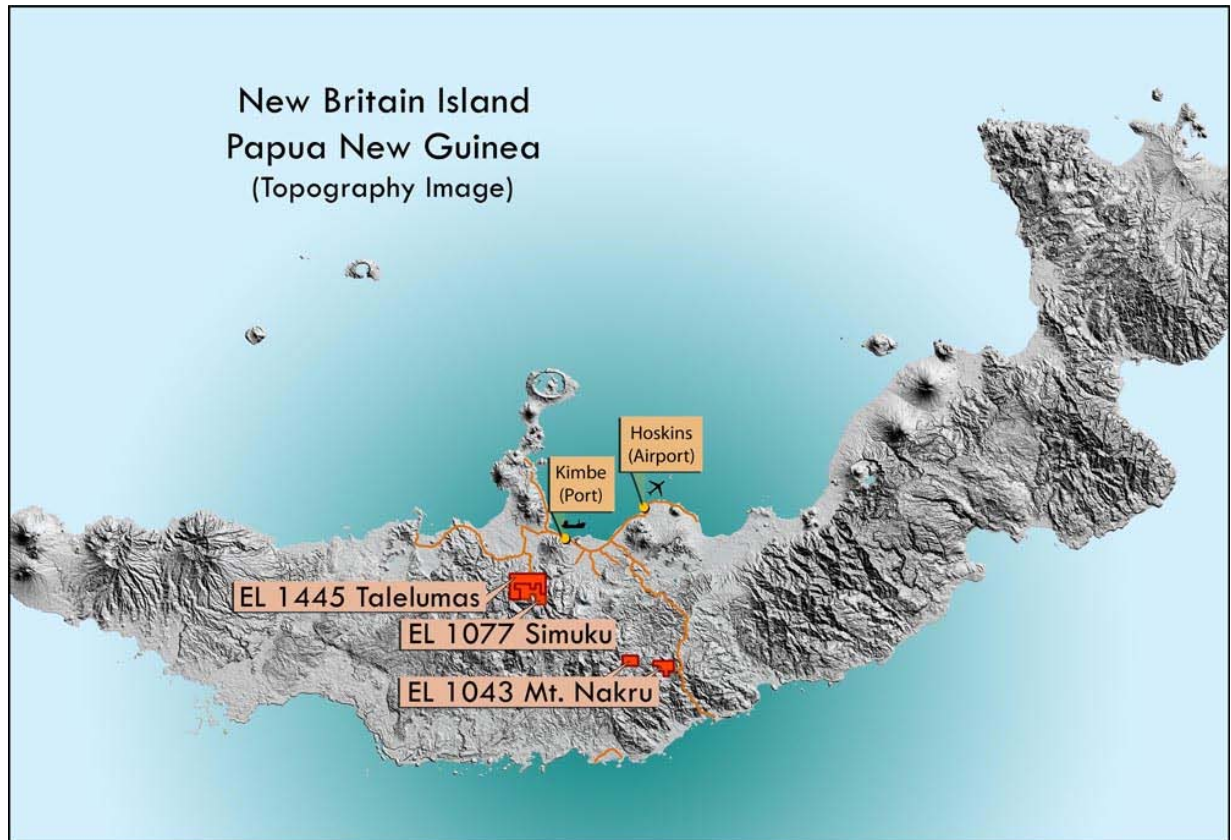 New Britain Island
Papua New Guinea
(Topography Image)
Hoskins
(Airport)
Kimbe
(Port)
EL 1445 Talelumas
EL 1077 Simuku
EL 1043 Mt. Nakru